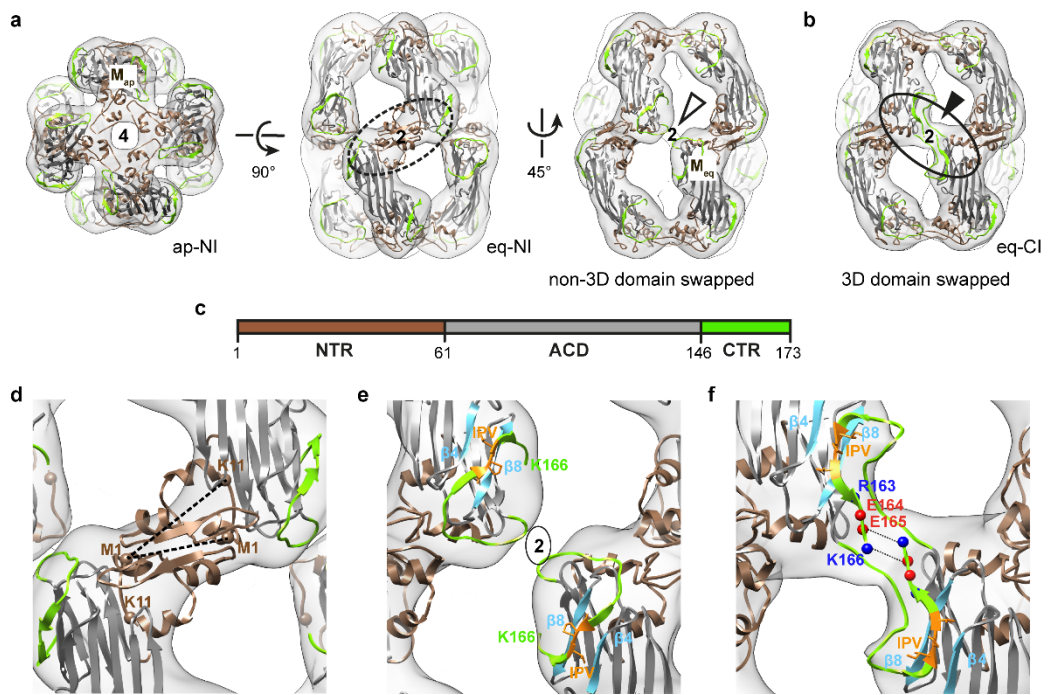 a
b
M_ap
4
90°
2
45°
2
M_eq
2
ap-NI
eq-NI
eq-CI
non-3D domain swapped
3D domain swapped
c
NTR
ACD
CTR
1
61
146
173
d
e
f
K11
M1
M1
K11
IPV
β4
β8
K166
2
K166
β8
β4
IPV
β4
β8
IPV
R163
E164
E165
K166
IPV
β8
β4